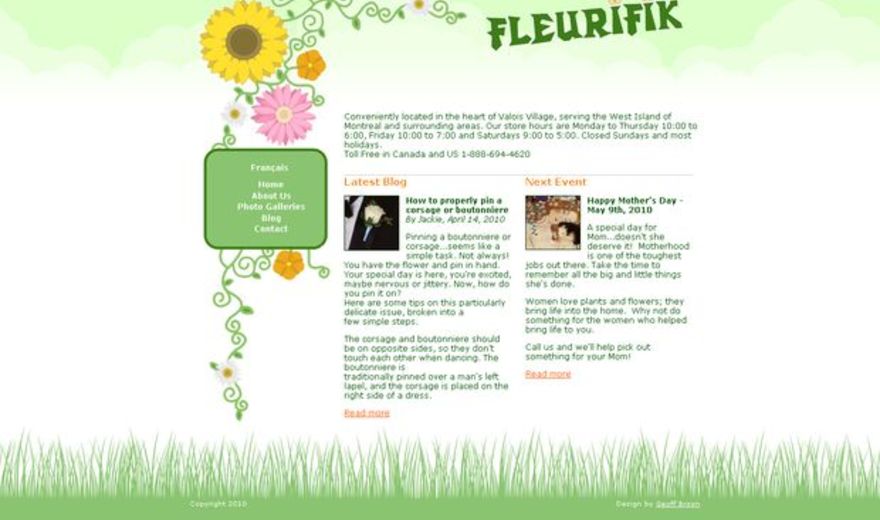 FLEURIFIK
Conveniently located in the heart of Valois Village, serving the West Island of
Montreal and surrounding areas. Our store hours are Monday to Thursday 10:00 to
6:00, Friday 10:00 to 7:00 and Saturdays 9:00 to 5:00. Closed Sundays and most
holidays.
Toll Free in Canada and US 1-888-694-4620
Français
Home
About Us
Photo Galleries
Blog
Contact
Latest Blog
How to properly pin a
corsage or boutonniere
By Jackie, April 14, 2010
Pinning a boutonniere or
corsage...seems like a
simple task. Not always!
You have the flower and pin in hand.
Your special day is here, you're excited,
maybe nervous or jittery. Now, how do
you pin it on?
Here are some tips on this particularly
delicate issue, broken into a
few simple steps.
The corsage and boutonniere should
be on opposite sides, so they don't
touch each other when dancing. The
boutonniere is
traditionally pinned over a man's left
lapel, and the corsage is placed on the
right side of a dress.
Read more
Next Event
Happy Mother's Day -
May 9th, 2010
A special day for
Mom...doesn't she
deserve it! Motherhood
is one of the toughest
jobs out there. Take the time to
remember all the big and little things
she's done.
Women love plants and flowers; they
bring life into the home. Why not do
something for the women who helped
bring life to you.
Call us and we'll help pick out
something for your Mom!
Read more
Copyright 2010
Design by Geoff Brown